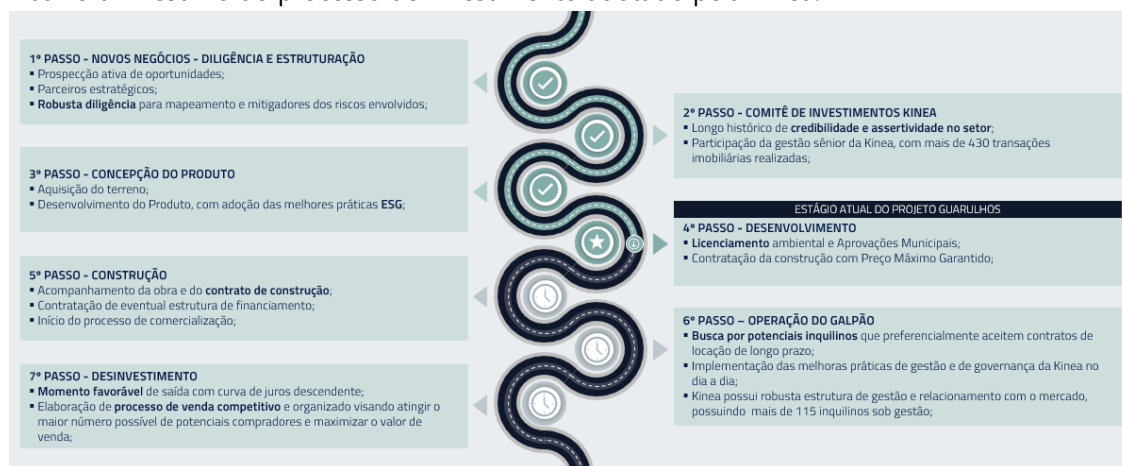 1º PASSO - NOVOS NEGÓCIOS - DILIGÊNCIA E ESTRUTURAÇÃO
▪ Prospecção ativa de oportunidades;
▪ Parceiros estratégicos;
▪ Robusta diligência para mapeamento e mitigadores dos riscos envolvidos;
2º PASSO - COMITÊ DE INVESTIMENTOS KINEA
▪ Longo histórico de credibilidade e assertividade no setor;
▪ Participação da gestão sênior da Kinea, com mais de 430 transações
imobiliárias realizadas;
3º PASSO - CONCEPÇÃO DO PRODUTO
▪ Aquisição do terreno;
▪ Desenvolvimento do Produto, com adoção das melhores práticas ESG;
ESTÁGIO ATUAL DO PROJETO GUARULHOS
4º PASSO - DESENVOLVIMENTO
▪ Licenciamento ambiental e Aprovações Municipais;
▪ Contratação da construção com Preço Máximo Garantido;
5º PASSO - CONSTRUÇÃO
▪ Acompanhamento da obra e do contrato de construção;
▪ Contratação de eventual estrutura de financiamento;
▪ Início do processo de comercialização;
6º PASSO – OPERAÇÃO DO GALPÃO
▪ Busca por potenciais inquilinos que preferencialmente aceitem contratos de
locação de longo prazo;
▪ Implementação das melhoras práticas de gestão e de governança da Kinea no
dia a dia;
▪ Kinea possui robusta estrutura de gestão e relacionamento com o mercado,
possuindo mais de 115 inquilinos sob gestão;
7º PASSO - DESINVESTIMENTO
▪ Momento favorável de saída com curva de juros descendente;
▪ Elaboração de processo de venda competitivo e organizado visando atingir o
maior número possível de potenciais compradores e maximizar o valor de
venda;